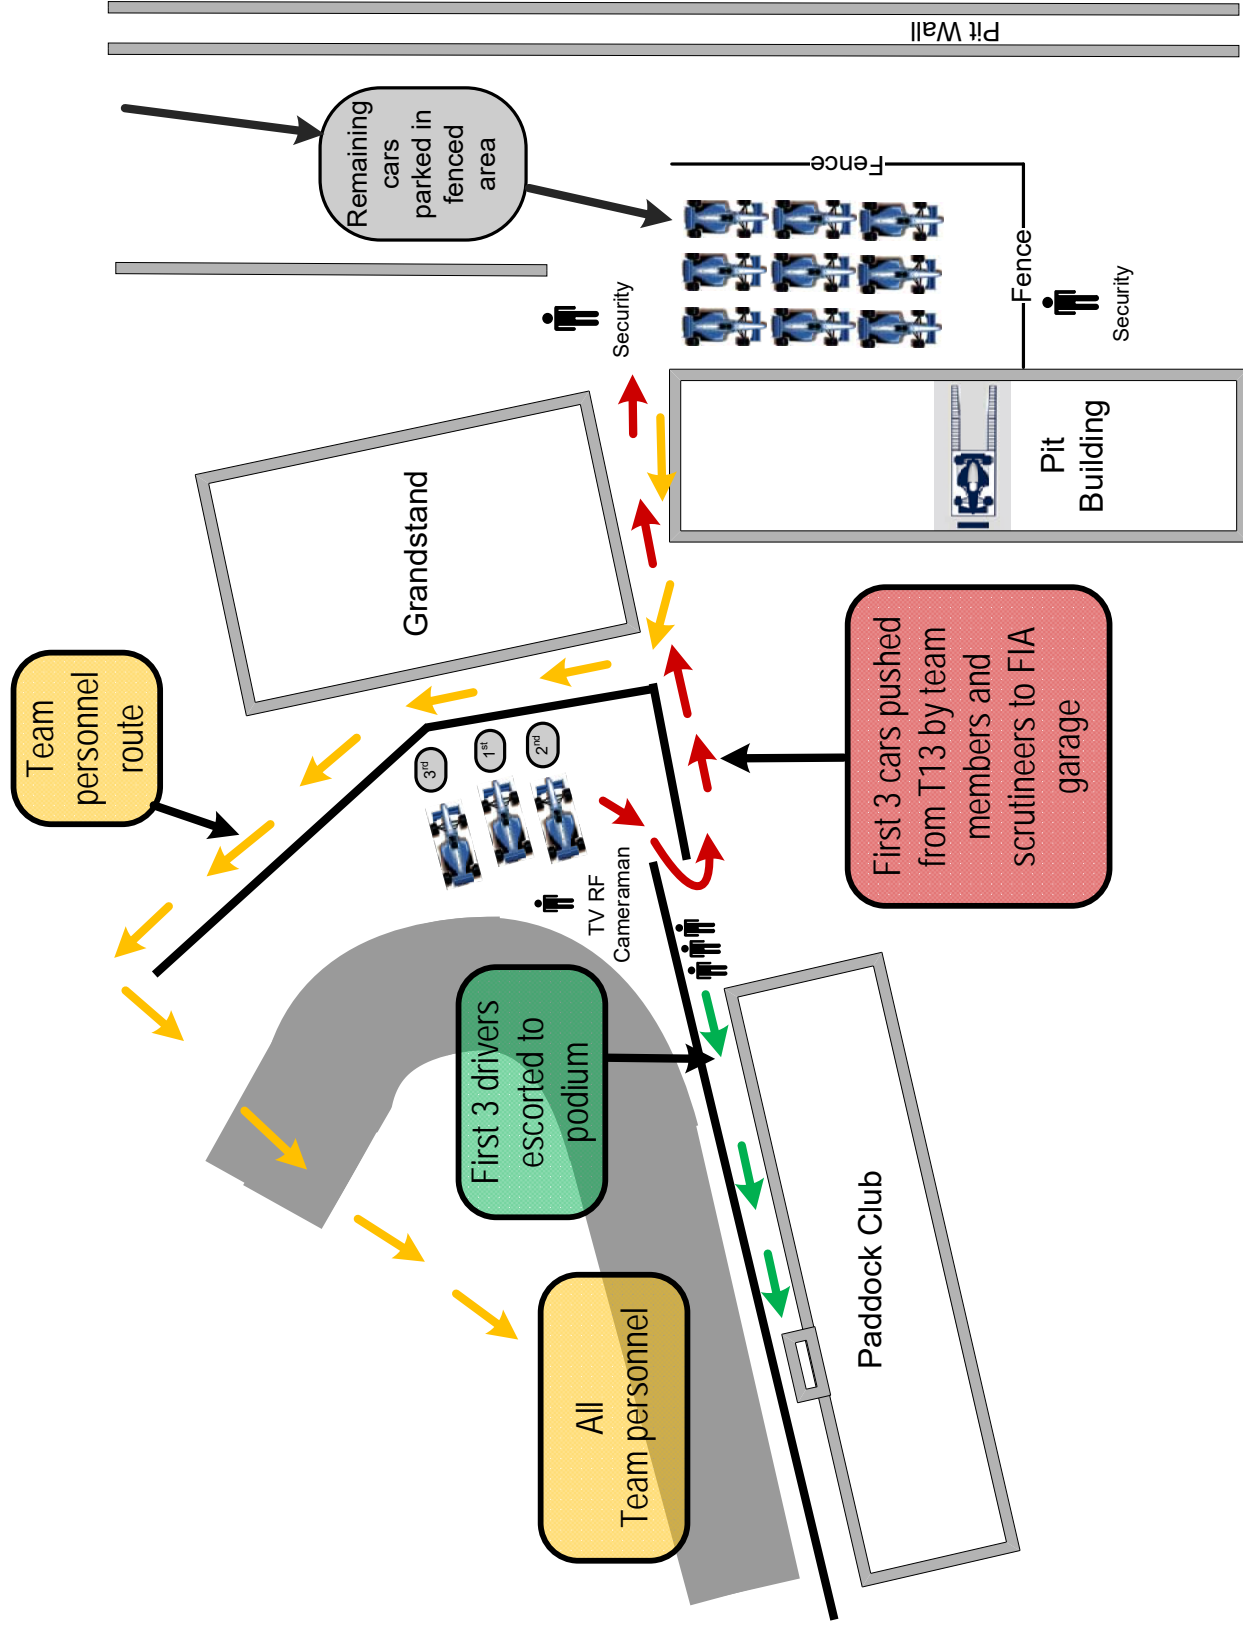 Team
personnel
route
All
Team personnel
First 3 drivers
escorted to
podium
TV RF
Cameraman
3rd
1st
2nd
Grandstand
Remaining
cars
parked in
fenced
area
Pit Wall
Security
Fence
Fence
Security
Pit
Building
First 3 cars pushed
from T13 by team
members and
scrutineers to FIA
garage
Paddock Club